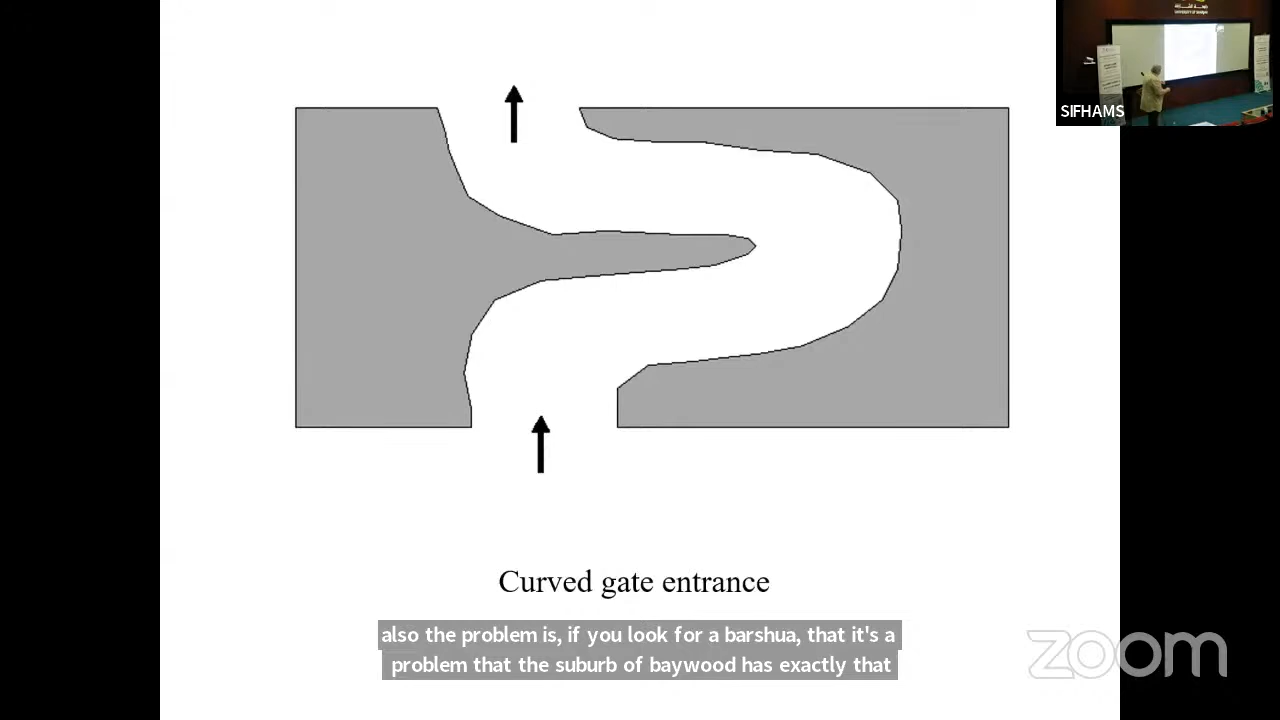 SIFHAMS
Curved gate entrance
also the problem is, if you look for a barshua, that it's a
problem that the suburb of baywood has exactly that
zoom